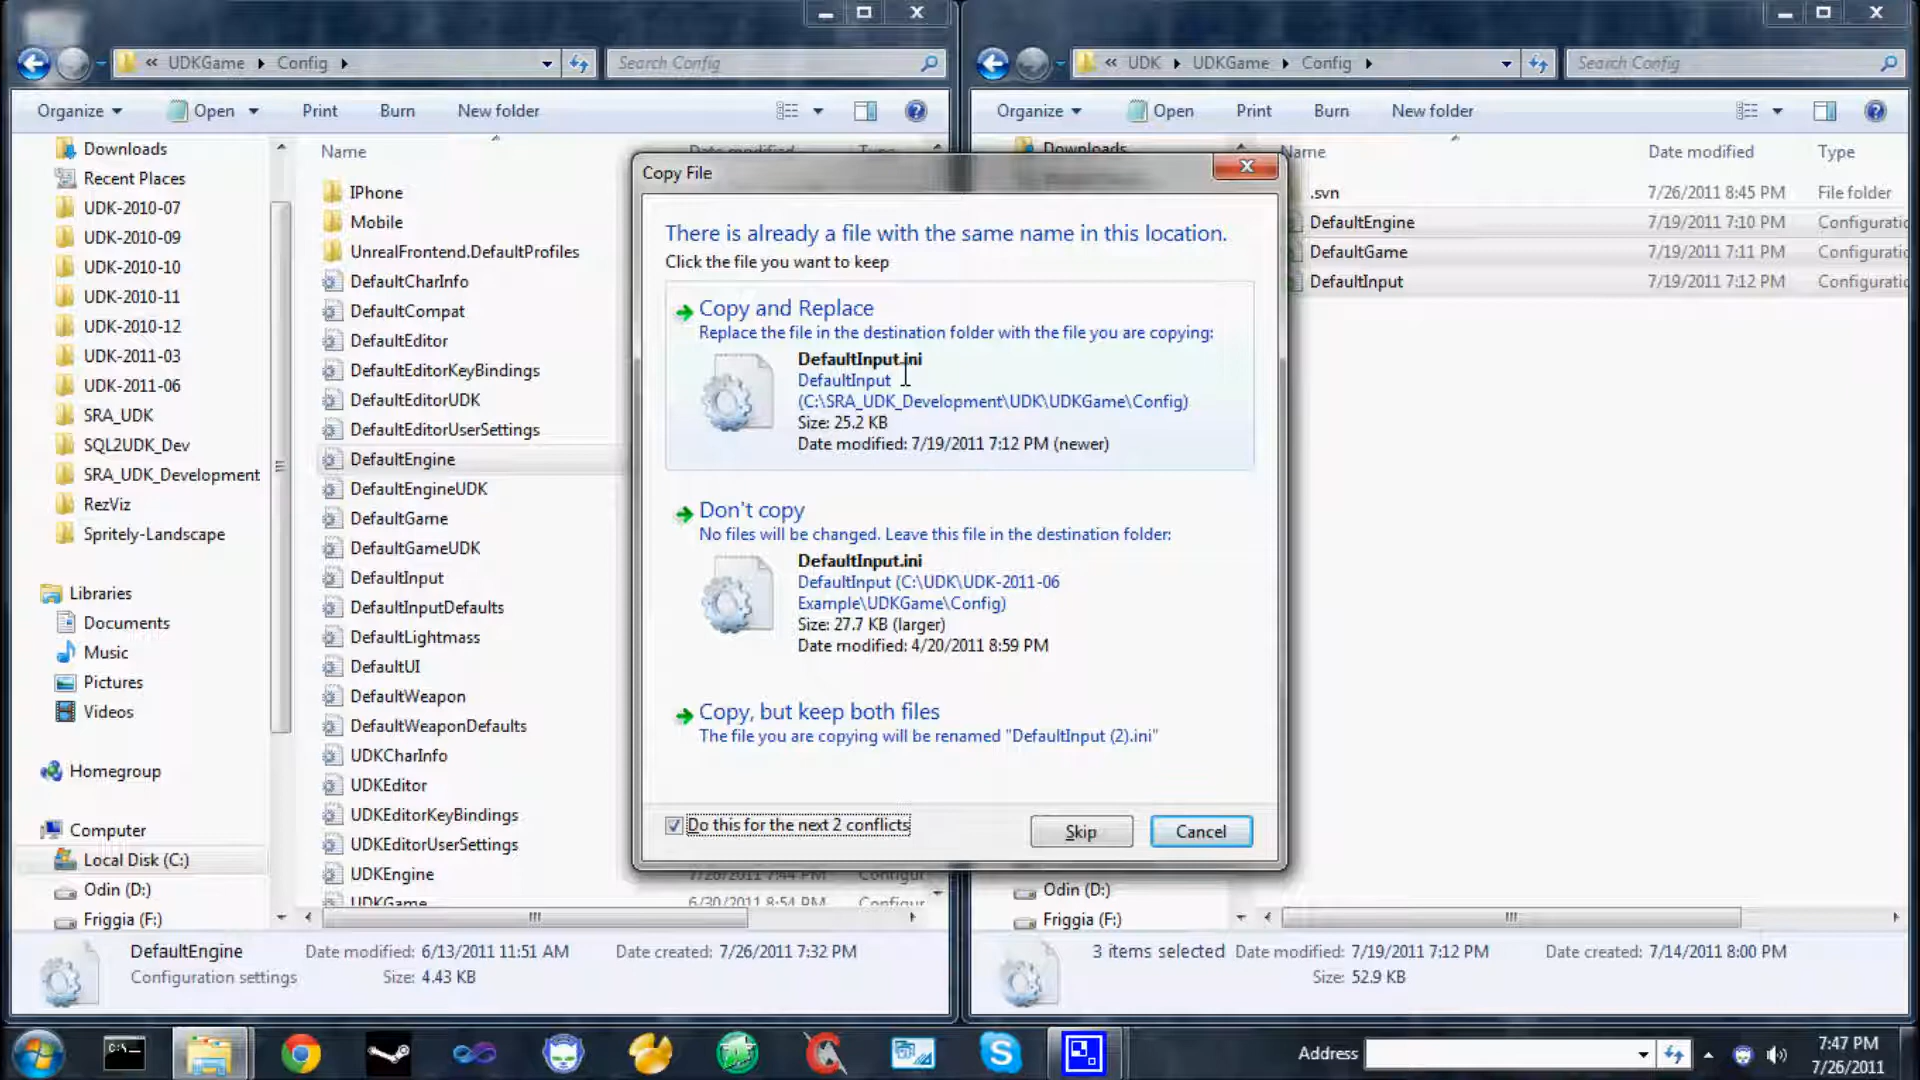 « UDKGame Config
Search Config
Organize
Open
Print
Burn
New folder
Downloads
Recent Places
UDK-2010-07
UDK-2010-09
UDK-2010-10
UDK-2010-11
UDK-2010-12
UDK-2011-03
UDK-2011-06
SRA_UDK
SQL2UDK_Dev
SRA_UDK_Development
RezViz
Spritely-Landscape
Libraries
Documents
Music
Pictures
Videos
Homegroup
Computer
Local Disk (C:)
Odin (D:)
Friggia (F:)
Name
IPhone
Mobile
UnrealFrontend.DefaultProfiles
DefaultCharInfo
DefaultCompat
DefaultEditor
DefaultEditorKeyBindings
DefaultEditorUDK
DefaultEditorUserSettings
DefaultEngine
DefaultEngineUDK
DefaultGame
DefaultGameUDK
DefaultInput
DefaultInputDefaults
DefaultLightmass
DefaultUI
DefaultWeapon
DefaultWeaponDefaults
UDKCharInfo
UDKEditor
UDKEditorKeyBindings
UDKEditorUserSettings
UDKEngine
UDKGame 6/30/2011 8:54 PM
DefaultEngine Date modified: 6/13/2011 11:51 AM Date created: 7/26/2011 7:32 PM
Configuration settings Size: 4.43 KB
Copy File
There is already a file with the same name in this location.
Click the file you want to keep
Copy and Replace
Replace the file in the destination folder with the file you are copying:
DefaultInput.ini
DefaultInput
(C:\SRA_UDK_Development\UDK\UDKGame\Config)
Size: 25.2 KB
Date modified: 7/19/2011 7:12 PM (newer)
Don't copy
No files will be changed. Leave this file in the destination folder:
DefaultInput.ini
DefaultInput (C:\UDK\UDK-2011-06
Example\UDKGame\Config)
Size: 27.7 KB (larger)
Date modified: 4/20/2011 8:59 PM
Copy, but keep both files
The file you are copying will be renamed "DefaultInput (2).ini"
Do this for the next 2 conflicts
Skip
Cancel
« UDK UDKGame Config
Search Config
Organize
Open
Print
Burn
New folder
Downloads
Name Date modified Type
.svn 7/26/2011 8:45 PM File folder
DefaultEngine 7/19/2011 7:10 PM Configuratic
DefaultGame 7/19/2011 7:11 PM Configuratic
DefaultInput 7/19/2011 7:12 PM Configuratic
Odin (D:)
Friggia (F:)
3 items selected Date modified: 7/19/2011 7:12 PM Date created: 7/14/2011 8:00 PM
Size: 52.9 KB
C:\
Address
7:47 PM
7/26/2011